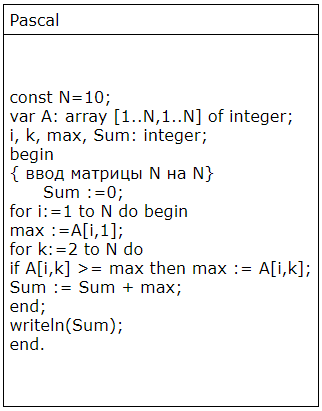 Pascal
const N=10;
var A: array [1..N,1..N] of integer;
i, k, max, Sum: integer;
begin
{ ввод матрицы N на N}
Sum :=0;
for i:=1 to N do begin
max :=A[i,1];
for k:=2 to N do
if A[i,k] >= max then max := A[i,k];
Sum := Sum + max;
end;
writeln(Sum);
end.